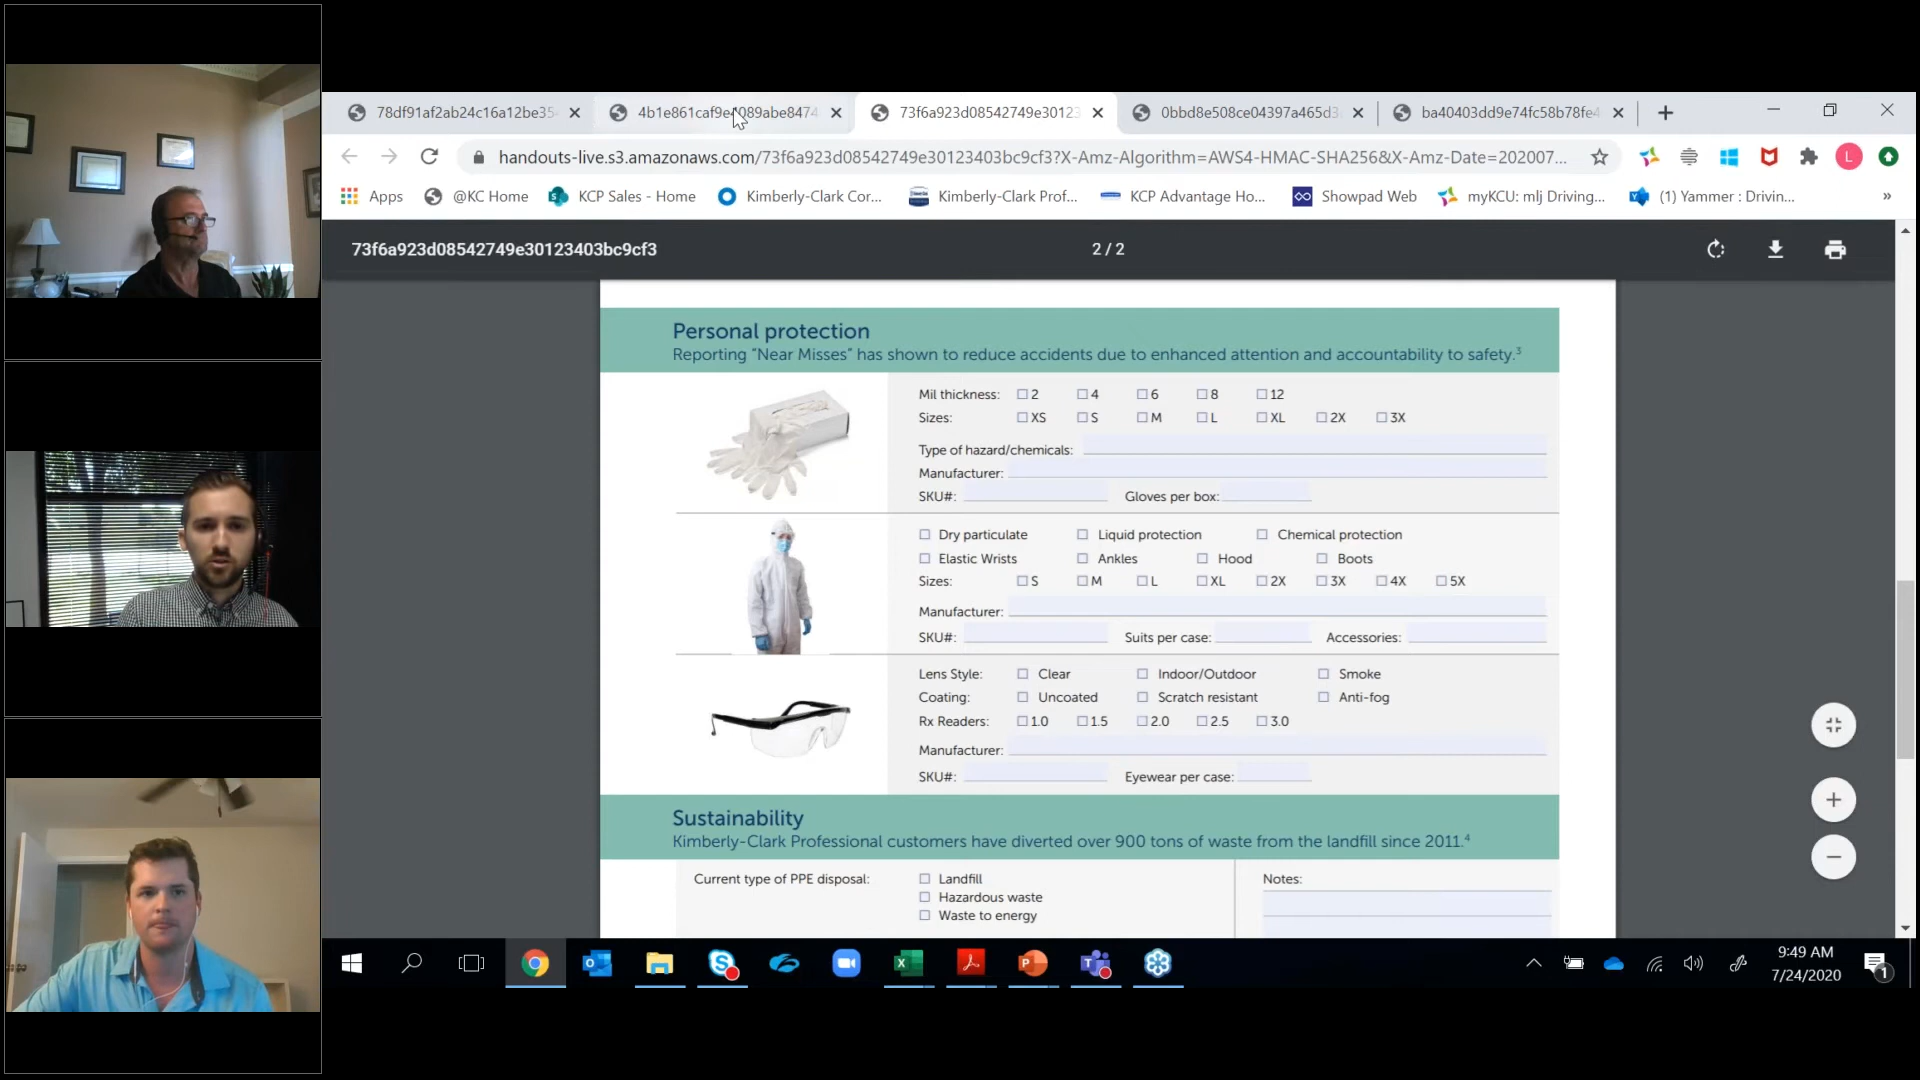 78df91af2ab24c16a12be354
4b1e861caf9e4089abe8474
73f6a923d08542749e30123
0bbd8e508ce04397a465d3
ba40403dd9e74fc58b78fe4
handouts-live.s3.amazonaws.com/73f6a923d08542749e30123403bc9cf3?X-Amz-Algorithm=AWS4-HMAC-SHA256&X-Amz-Date=202007...
L
Apps @KC Home KCP Sales - Home Kimberly-Clark Cor... Kimberly-Clark Prof... KCP Advantage Ho... Showpad Web myKCU: mlj Driving... (1) Yammer : Drivin... »
73f6a923d08542749e30123403bc9cf3 2 / 2
Personal protection
Reporting “Near Misses” has shown to reduce accidents due to enhanced attention and accountability to safety.3
Mil thickness: 2 4 6 8 12
Sizes: XS S M L XL 2X 3X
Type of hazard/chemicals:
Manufacturer:
SKU#: Gloves per box:
Dry particulate Liquid protection Chemical protection
Elastic Wrists Ankles Hood Boots
Sizes: S M L XL 2X 3X 4X 5X
Manufacturer:
SKU#: Suits per case: Accessories:
Lens Style: Clear Indoor/Outdoor Smoke
Coating: Uncoated Scratch resistant Anti-fog
Rx Readers: 1.0 1.5 2.0 2.5 3.0
Manufacturer:
SKU#: Eyewear per case:
Sustainability
Kimberly-Clark Professional customers have diverted over 900 tons of waste from the landfill since 2011.4
Current type of PPE disposal: Landfill Notes:
Hazardous waste
Waste to energy
9:49 AM
7/24/2020
1